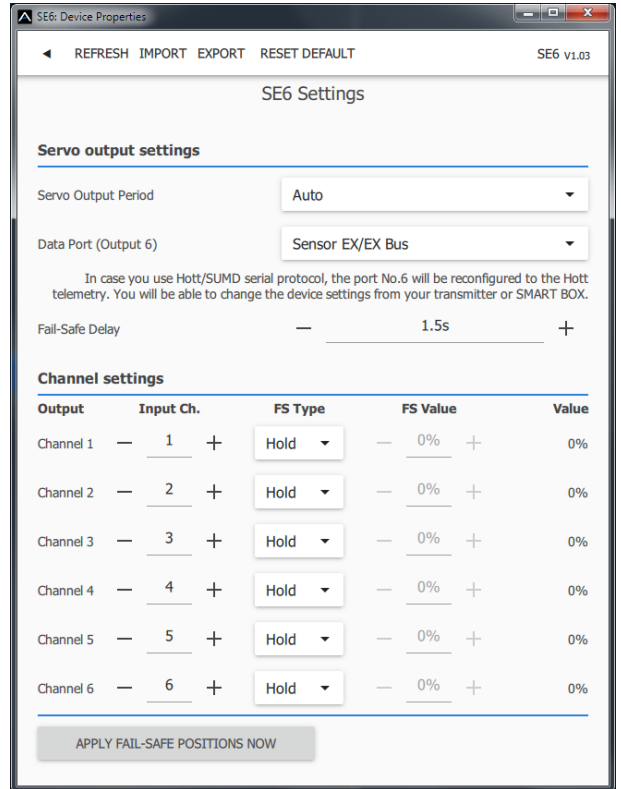 SE6: Device Properties
REFRESH IMPORT EXPORT RESET DEFAULT SE6 V1.03
SE6 Settings
Servo output settings
Servo Output Period Auto
Data Port (Output 6) Sensor EX/EX Bus
In case you use Hott/SUMD serial protocol, the port No.6 will be reconfigured to the Hott
telemetry. You will be able to change the device settings from your transmitter or SMART BOX.
Fail-Safe Delay — 1.5s +
Channel settings
Output Input Ch. FS Type FS Value Value
Channel 1 — 1 + Hold — 0% + 0%
Channel 2 — 2 + Hold — 0% + 0%
Channel 3 — 3 + Hold — 0% + 0%
Channel 4 — 4 + Hold — 0% + 0%
Channel 5 — 5 + Hold — 0% + 0%
Channel 6 — 6 + Hold — 0% + 0%
APPLY FAIL-SAFE POSITIONS NOW